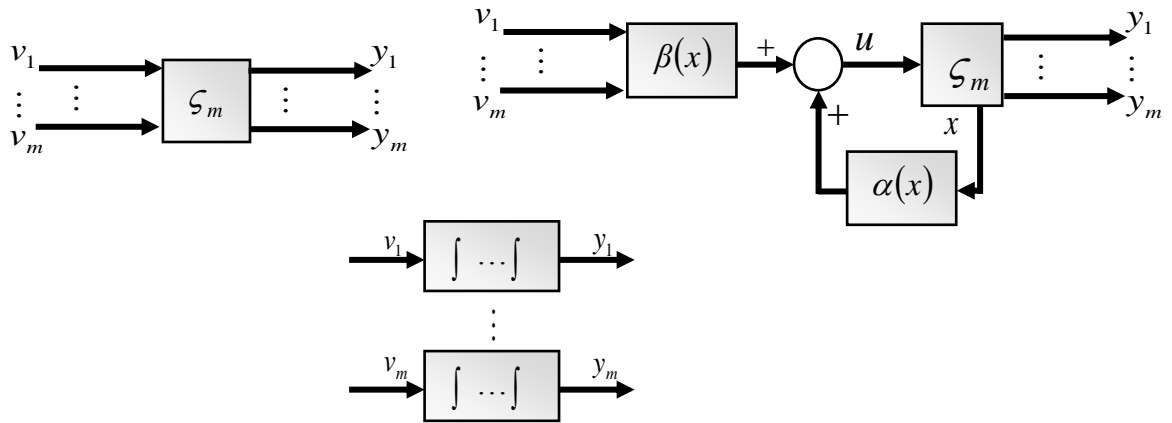 v₁ y₁
⋮ ⋮ ςₘ ⋮ ⋮
vₘ yₘ
v₁ y₁
⋮ ⋮ β(x) + u ςₘ ⋮ ⋮
vₘ yₘ
+ x
α(x)
v₁ ∫ ⋯ ∫ y₁
⋮
vₘ ∫ ⋯ ∫ yₘ